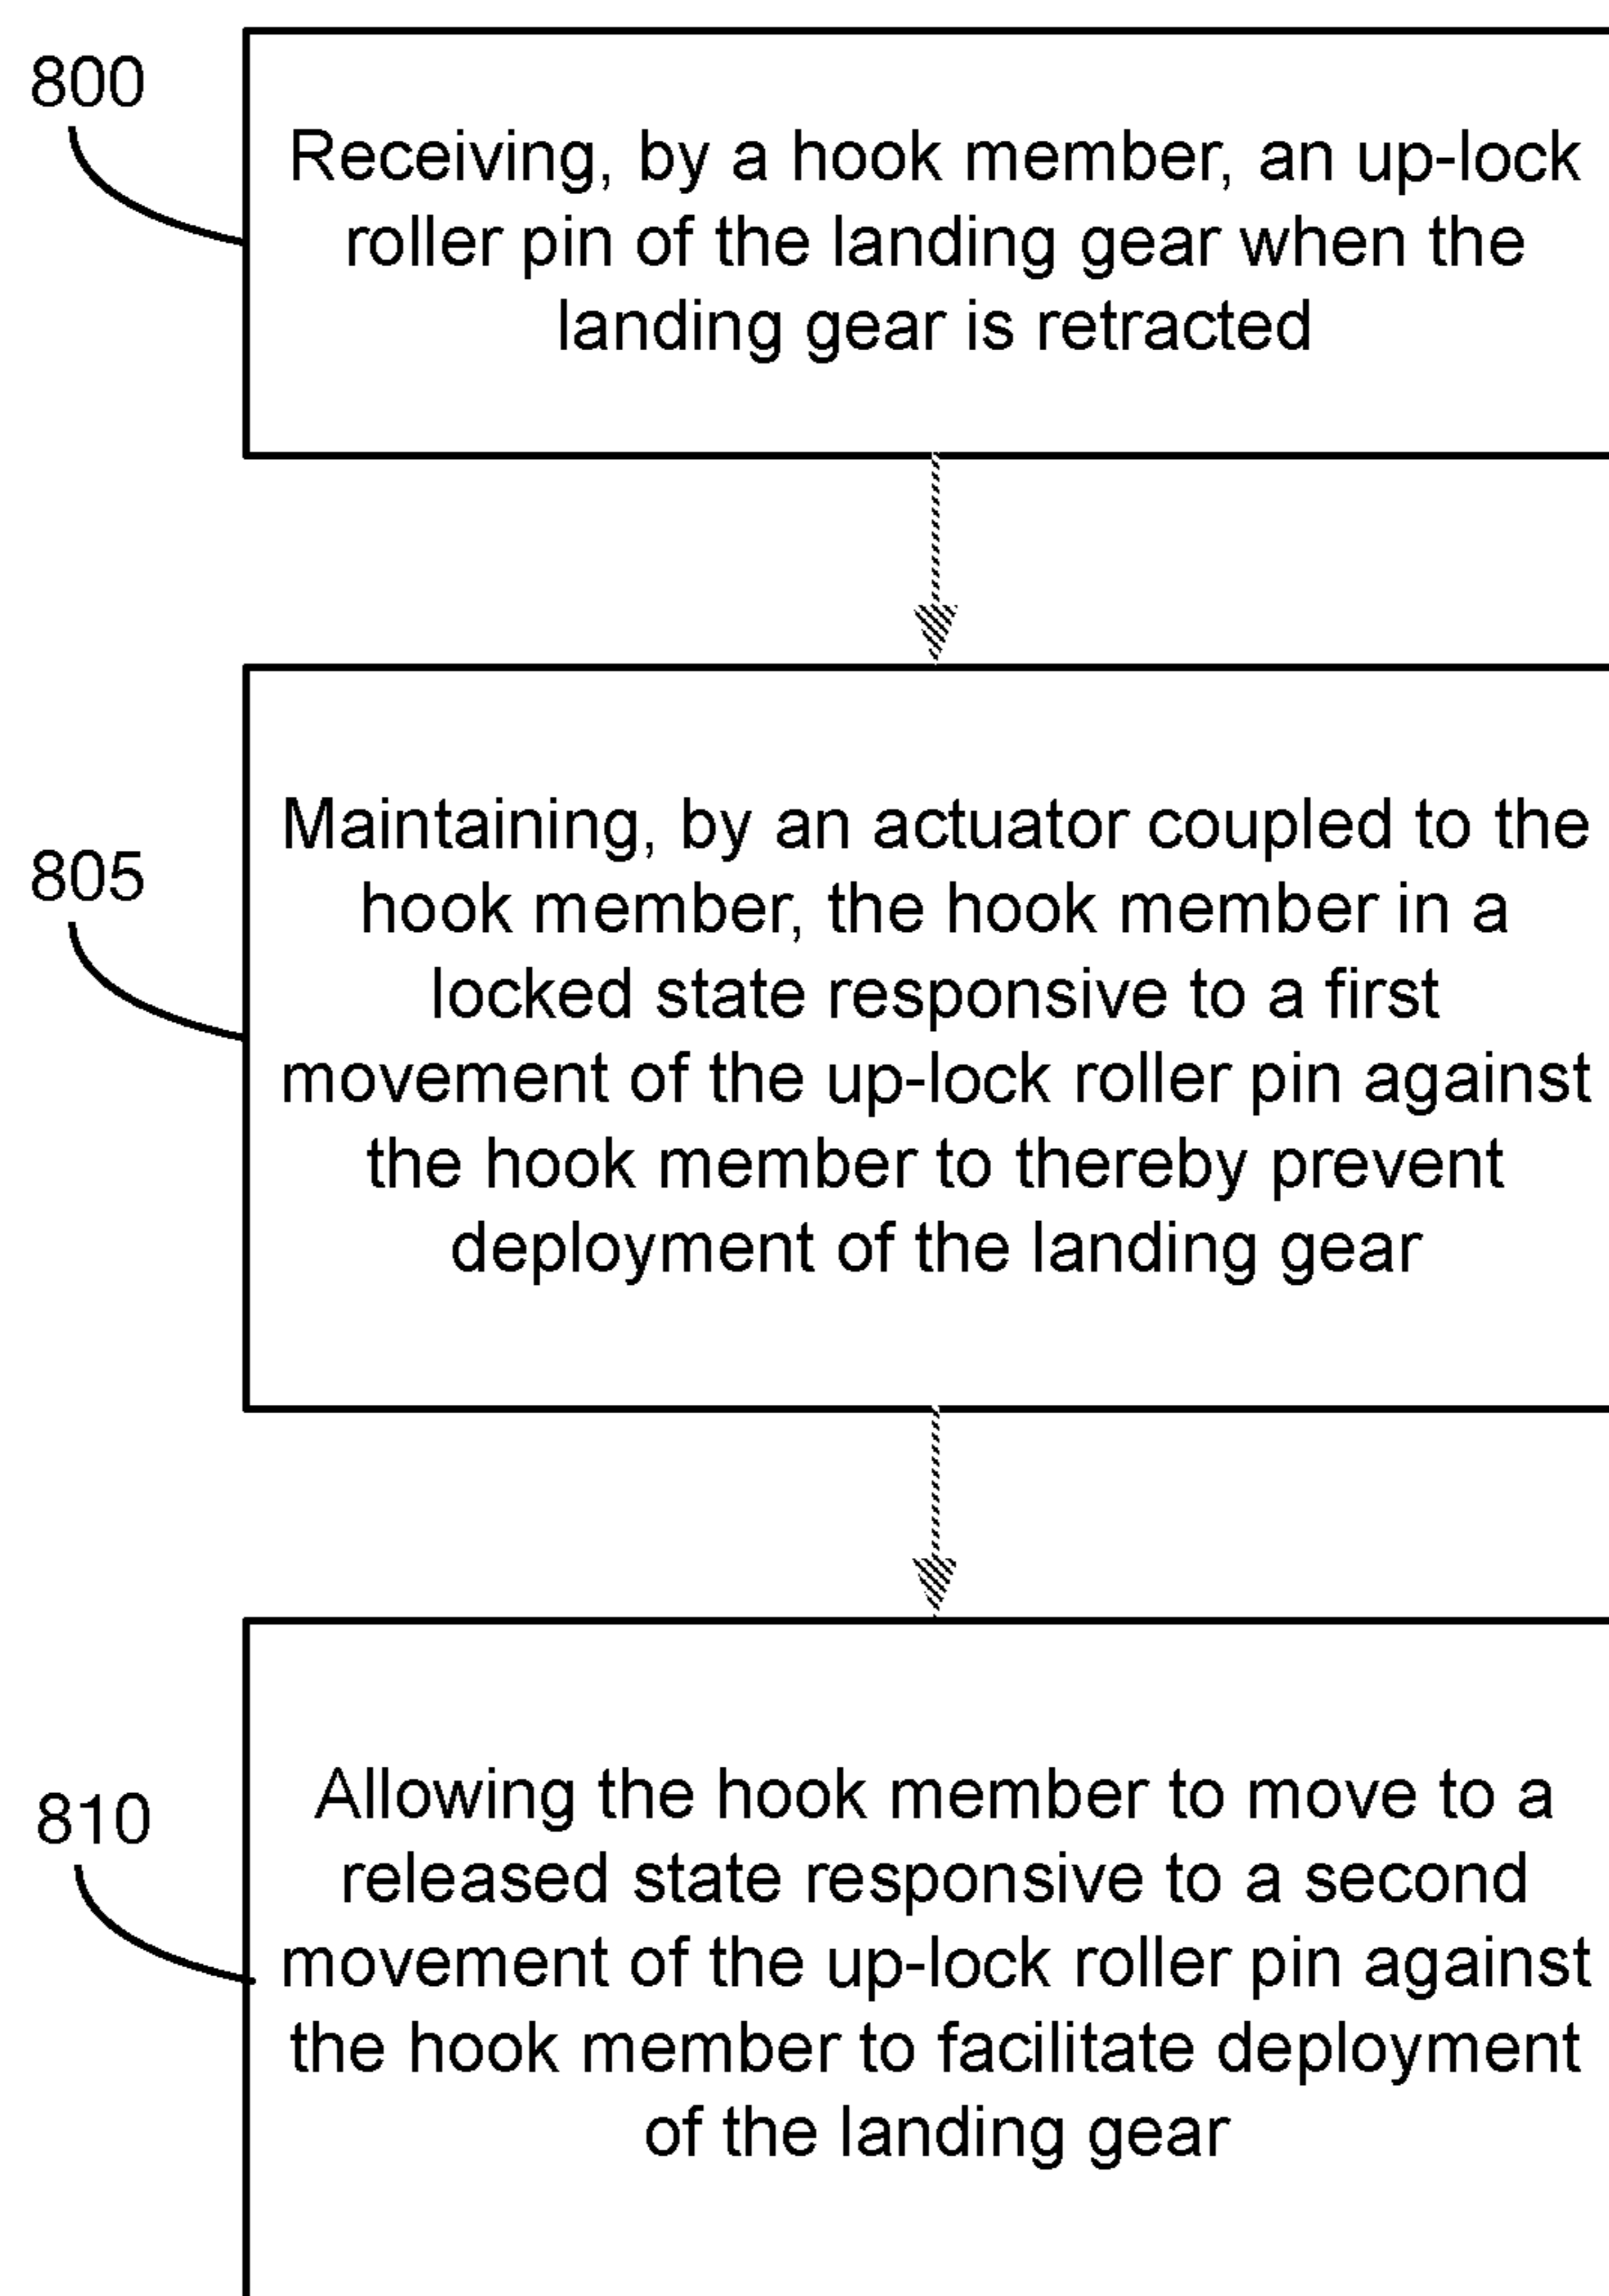 800
Receiving, by a hook member, an up-lock
roller pin of the landing gear when the
landing gear is retracted
805
Maintaining, by an actuator coupled to the
hook member, the hook member in a
locked state responsive to a first
movement of the up-lock roller pin against
the hook member to thereby prevent
deployment of the landing gear
810
Allowing the hook member to move to a
released state responsive to a second
movement of the up-lock roller pin against
the hook member to facilitate deployment
of the landing gear